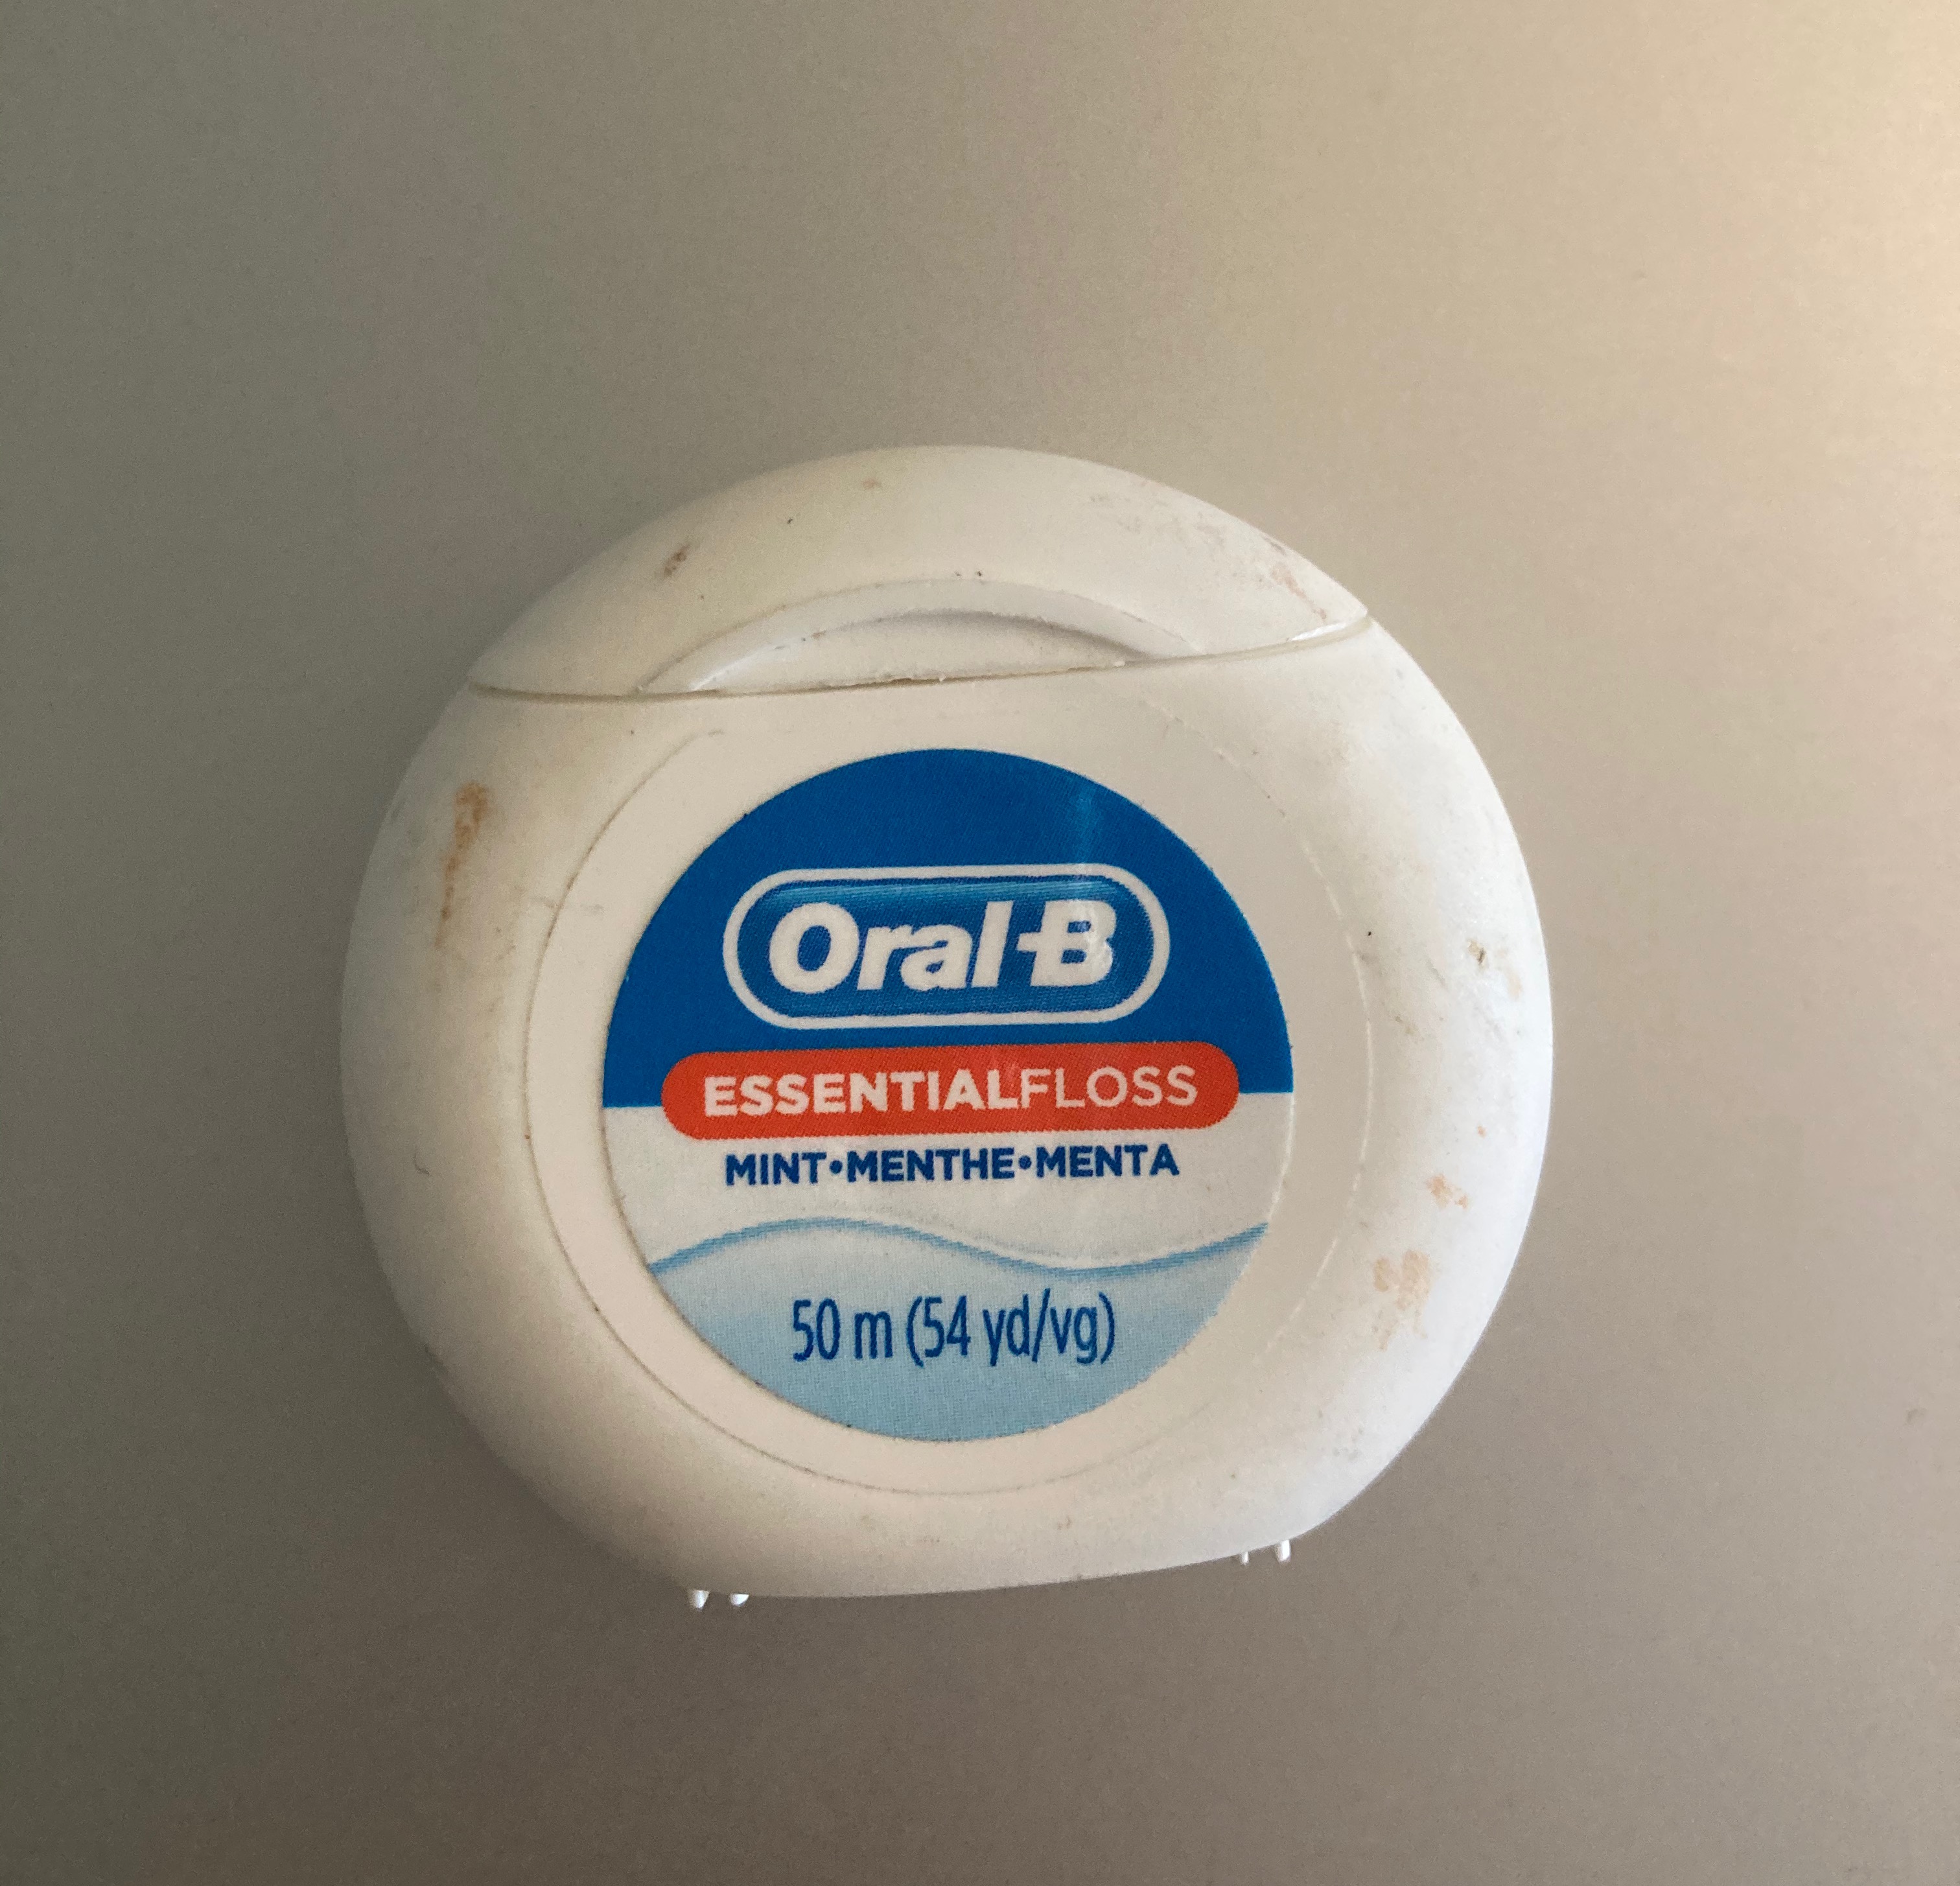 Oral-B
ESSENTIALFLOSS
MINT•MENTHE•MENTA
50 m (54 yd/vg)